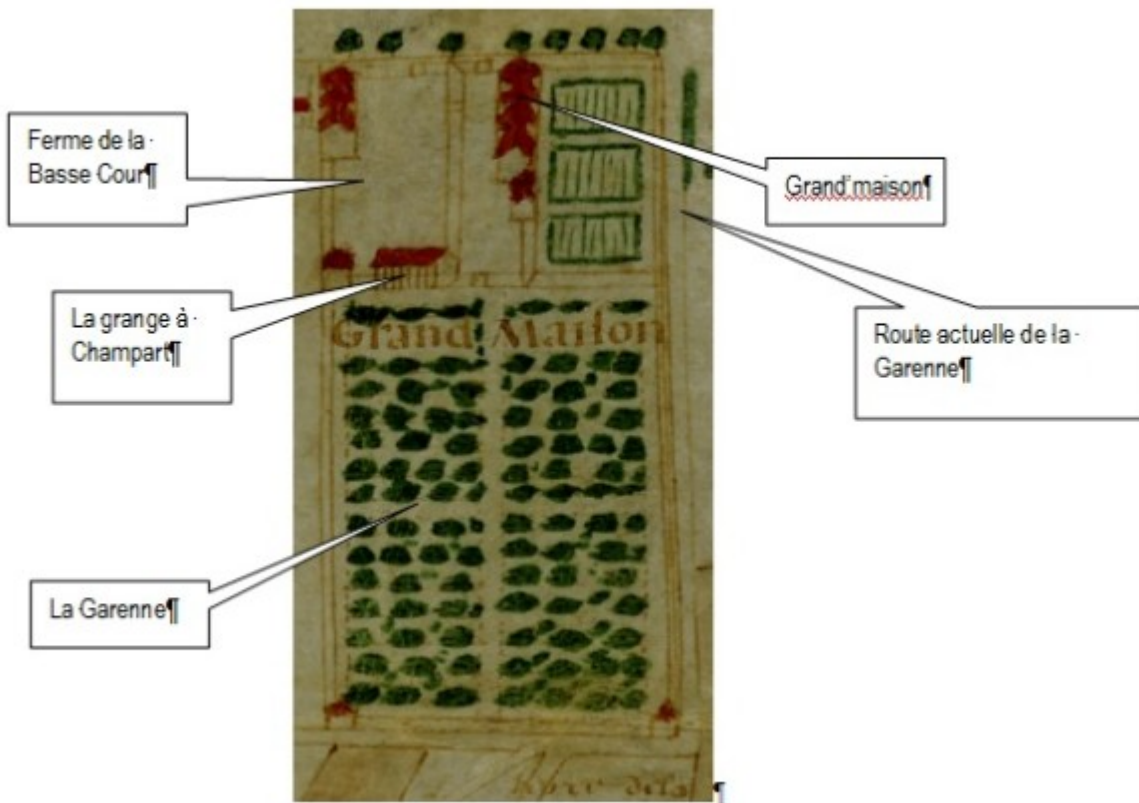 Ferme de la·
Basse Cour¶
Grand'maison¶
La grange à·
Champart¶
Grand Maison
Route actuelle de la·
Garenne¶
La Garenne¶
¶